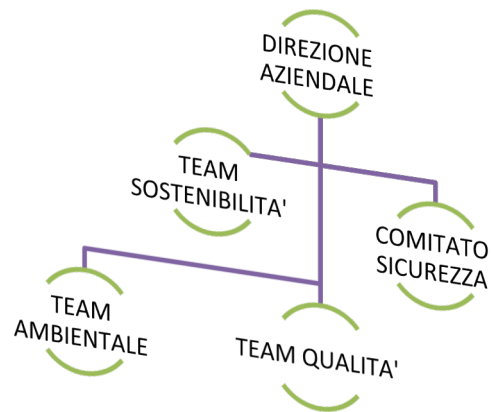 DIREZIONE
AZIENDALE
TEAM
SOSTENIBILITA'
COMITATO
SICUREZZA
TEAM
AMBIENTALE
TEAM QUALITA'